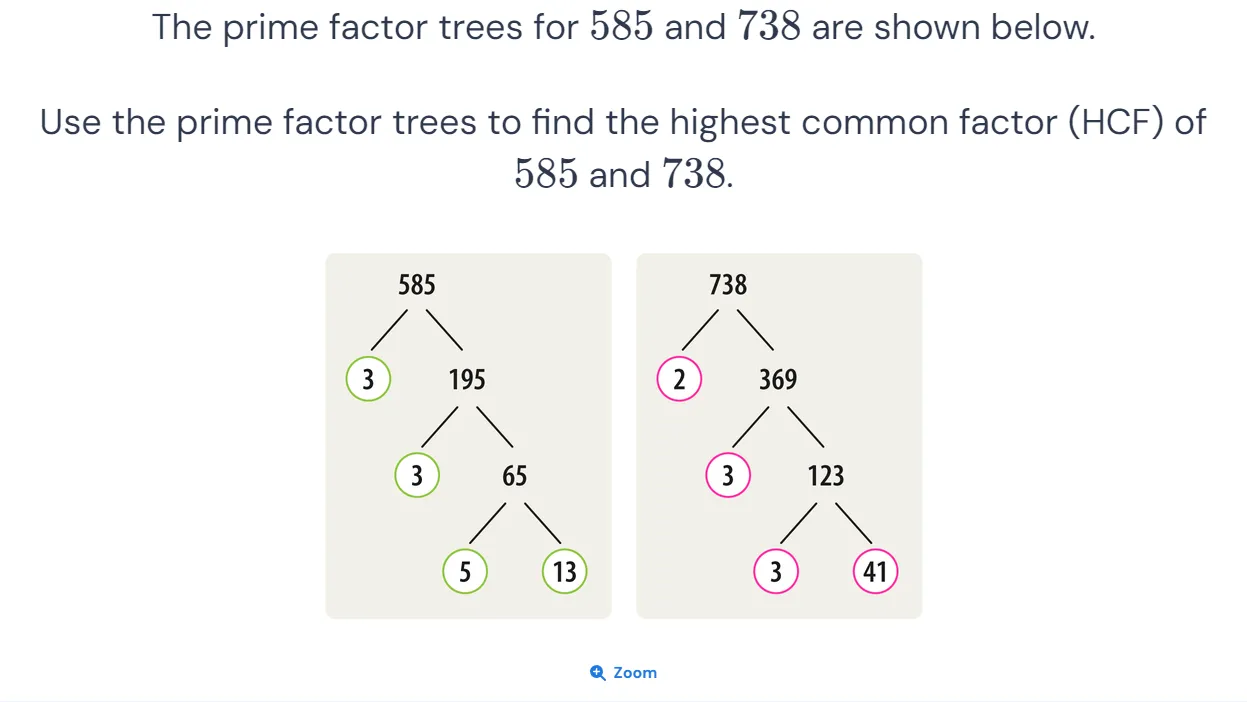 The prime factor trees for 585 and 738 are shown below.
Use the prime factor trees to find the highest common factor (HCF) of
585 and 738.
585
3 195
3 65
5 13
738
2 369
3 123
3 41
Zoom